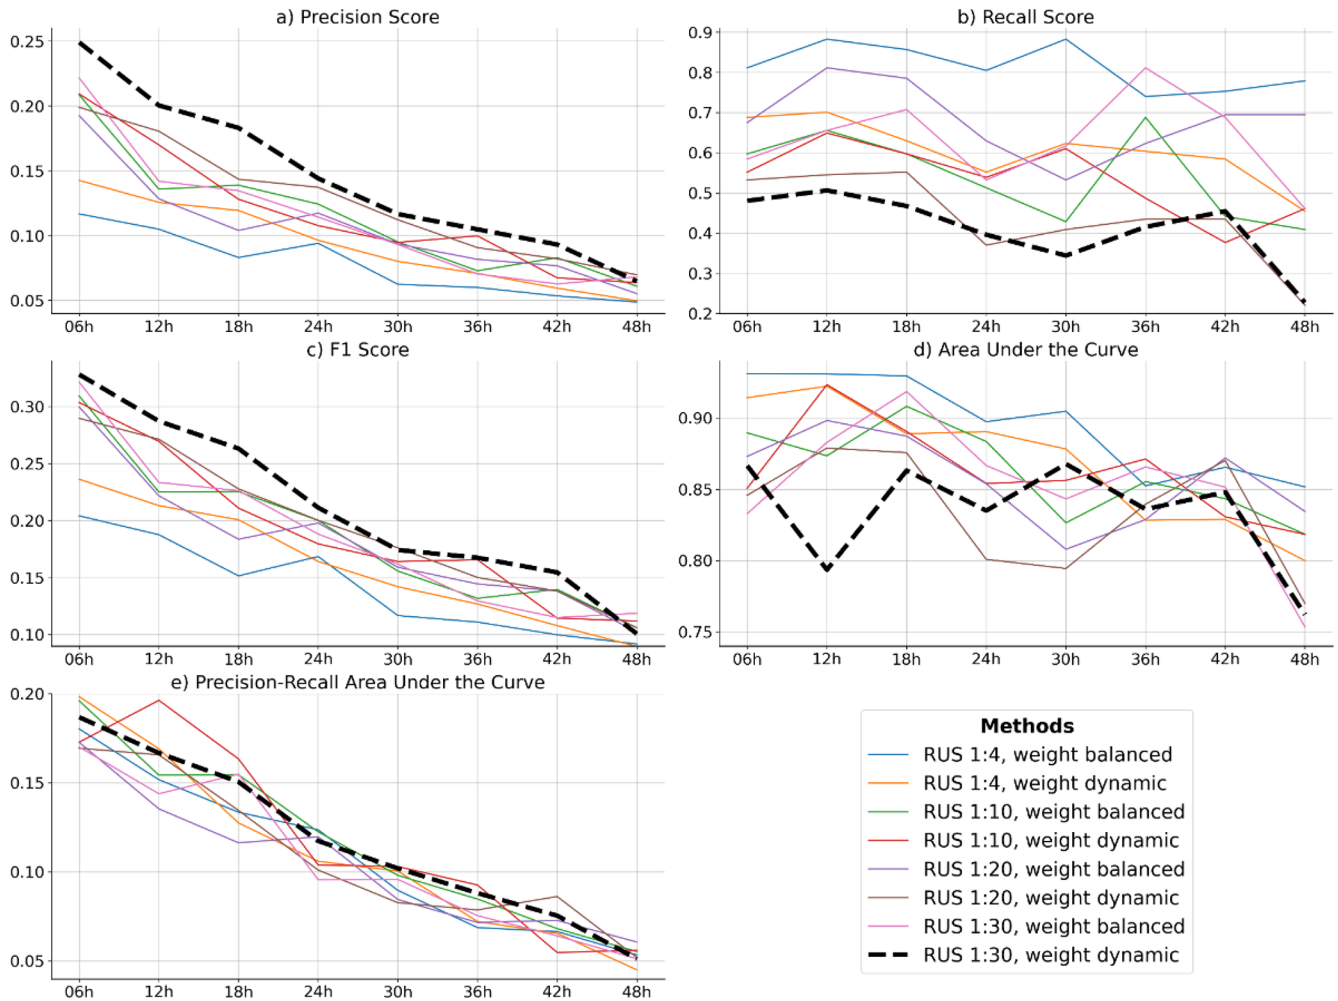 a) Precision Score
0.25
0.20
0.15
0.10
0.05
06h 12h 18h 24h 30h 36h 42h 48h
b) Recall Score
0.9
0.8
0.7
0.6
0.5
0.4
0.3
0.2
06h 12h 18h 24h 30h 36h 42h 48h
c) F1 Score
0.30
0.25
0.20
0.15
0.10
06h 12h 18h 24h 30h 36h 42h 48h
d) Area Under the Curve
0.90
0.85
0.80
0.75
06h 12h 18h 24h 30h 36h 42h 48h
e) Precision-Recall Area Under the Curve
0.20
0.15
0.10
0.05
06h 12h 18h 24h 30h 36h 42h 48h
Methods
RUS 1:4, weight balanced
RUS 1:4, weight dynamic
RUS 1:10, weight balanced
RUS 1:10, weight dynamic
RUS 1:20, weight balanced
RUS 1:20, weight dynamic
RUS 1:30, weight balanced
RUS 1:30, weight dynamic